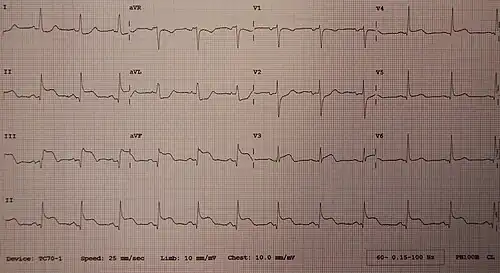 I aVR V1 V4
II aVL V2 V5
III aVF V3 V6
II
Device: TC70-1 Speed: 25 mm/sec Limb: 10 mm/mV Chest: 10.0 mm/mV 60~ 0.15-100 Hz PH100B CL